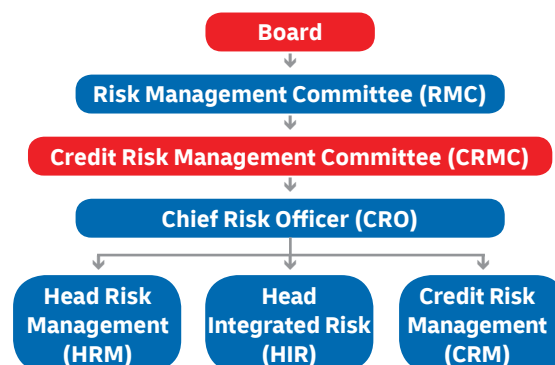 Board
Risk Management Committee (RMC)
Credit Risk Management Committee (CRMC)
Chief Risk Officer (CRO)
Head Risk
Management
(HRM)
Head
Integrated Risk
(HIR)
Credit Risk
Management
(CRM)